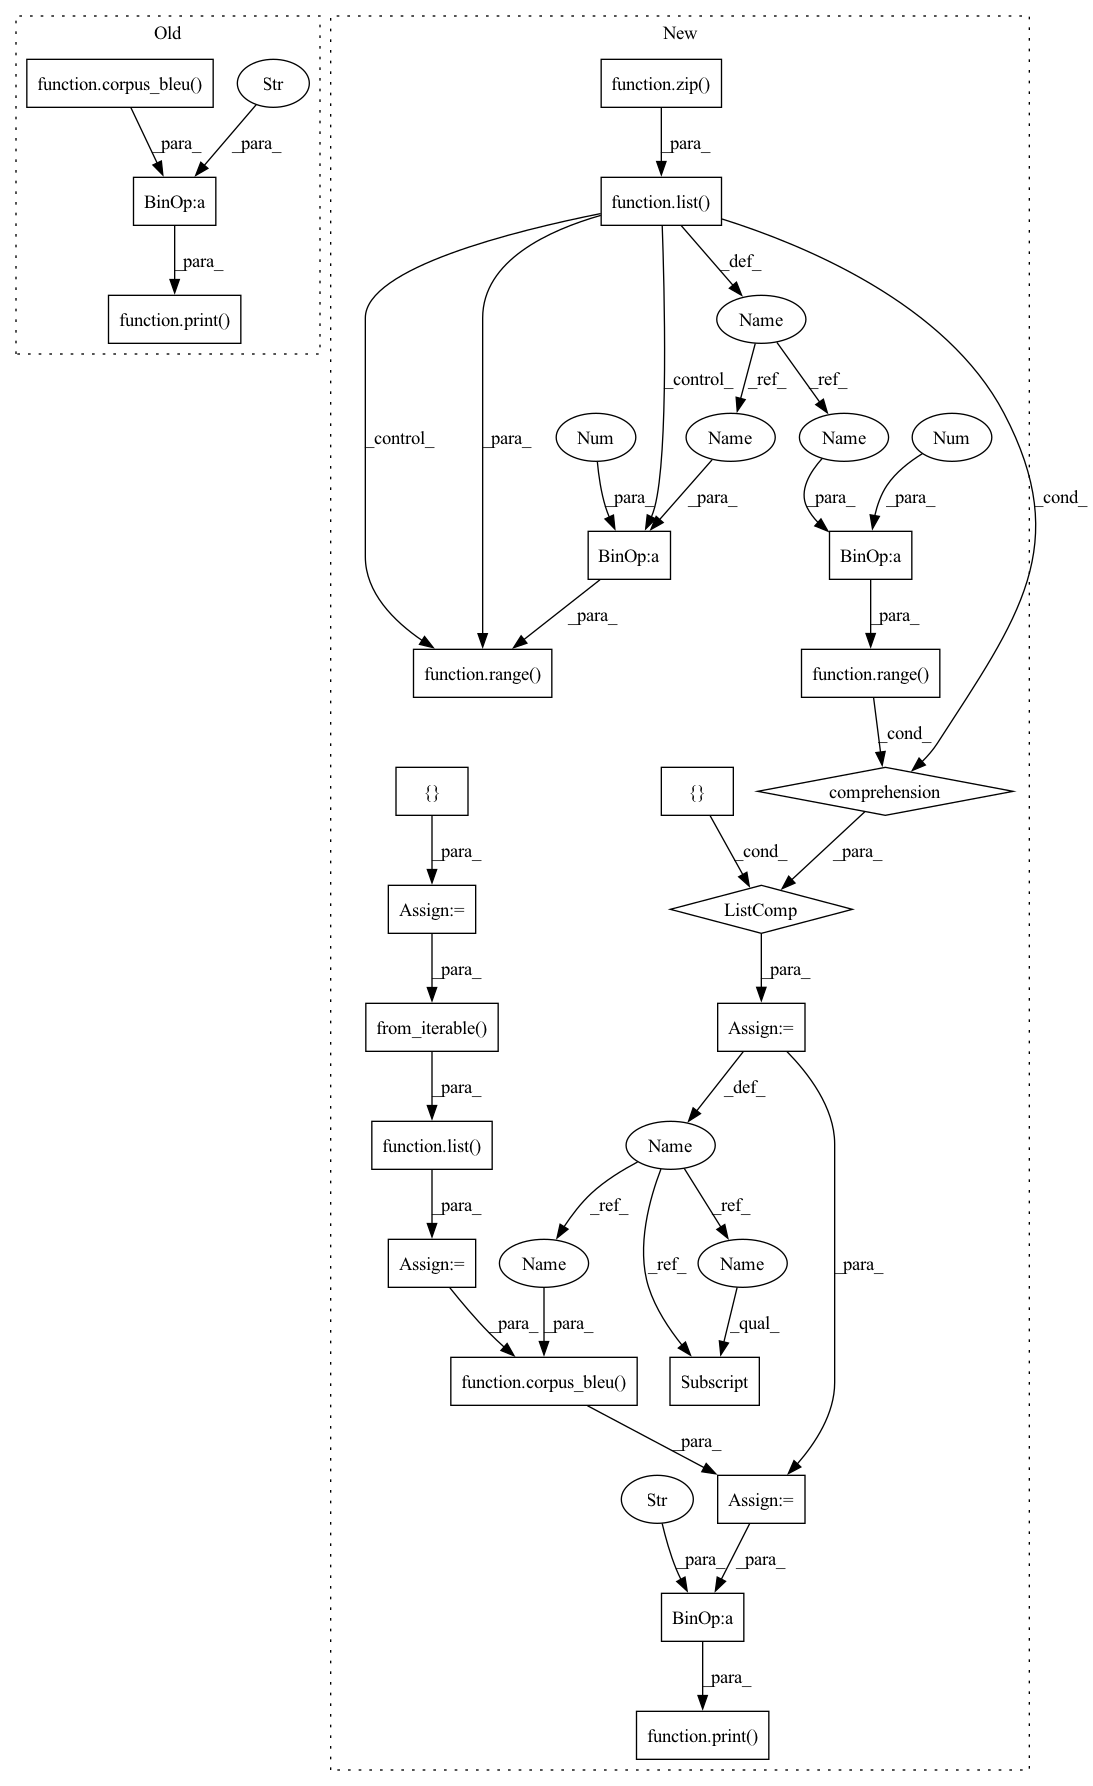 Old
New
function.corpus_bleu()
Str
function.zip()
_para_
_para_
_para_
BinOp:a
function.list()
_para_
_def_
function.print()
Name
_control_
_para_
_control_
_ref_
_ref_
Num
Name
Name
Num
_cond_
_para_
_para_
_para_
_para_
BinOp:a
BinOp:a
_para_
_para_
function.range()
function.range()
_cond_
{}
{}
comprehension
_para_
_cond_
_para_
Assign:=
ListComp
_para_
_para_
from_iterable()
Assign:=
_para_
_def_
function.list()
Name
_para_
_ref_
_ref_
Assign:=
Name
_ref_
Name
_para_
_para_
_para_
_qual_
function.corpus_bleu()
Subscript
_para_
Str
Assign:=
_para_
_para_
BinOp:a
_para_
function.print()